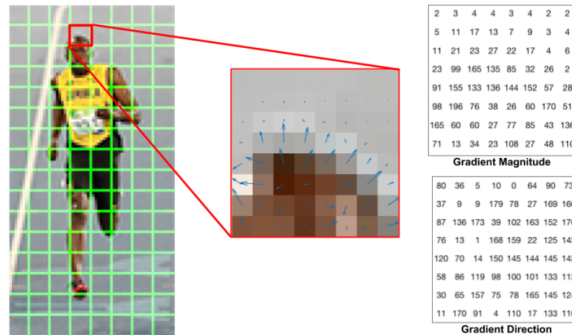 2 3 4 4 3 4 2 2
5 11 17 13 7 9 3 4
11 21 23 27 22 17 4 6
23 99 165 135 85 32 26 2
91 155 133 136 144 152 57 28
98 196 76 38 26 60 170 51
165 60 60 27 77 85 43 136
71 13 34 23 108 27 48 110
Gradient Magnitude
80 36 5 10 0 64 90 73
37 9 9 179 78 27 169 166
87 136 173 39 102 163 152 176
76 13 1 168 159 22 125 143
120 70 14 150 145 144 145 143
58 86 119 98 100 101 133 113
30 65 157 75 78 165 145 124
11 170 91 4 110 17 133 110
Gradient Direction